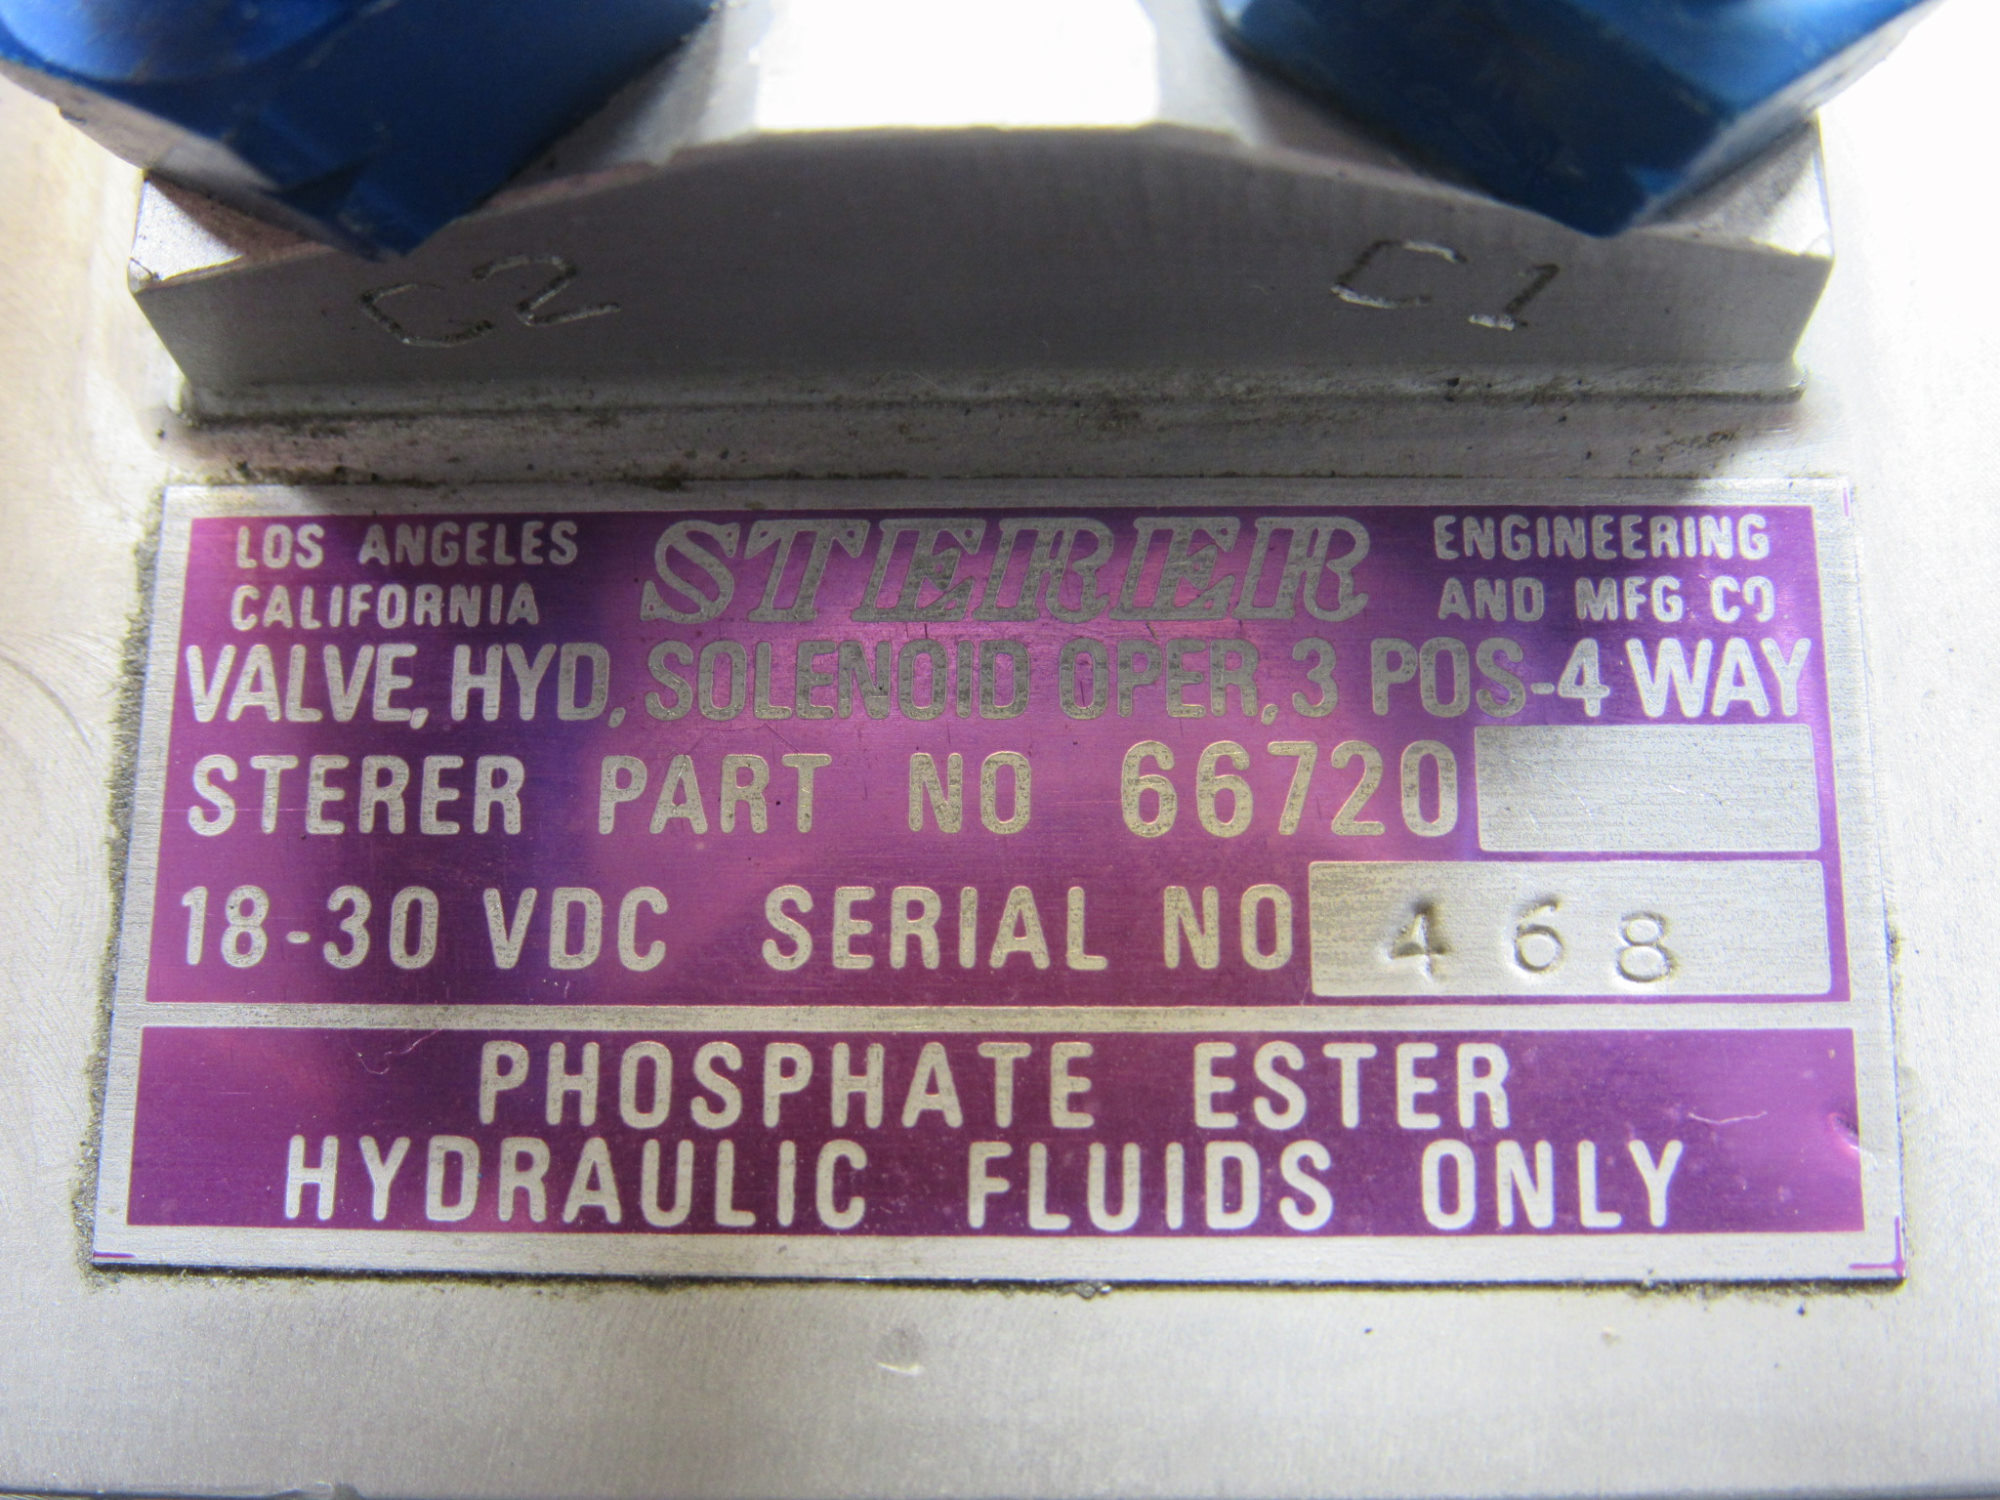 C2 C1
LOS ANGELES STERER ENGINEERING
CALIFORNIA AND MFG CO
VALVE, HYD, SOLENOID OPER, 3 POS-4 WAY
STERER PART NO 66720
18-30 VDC SERIAL NO 468
PHOSPHATE ESTER
HYDRAULIC FLUIDS ONLY